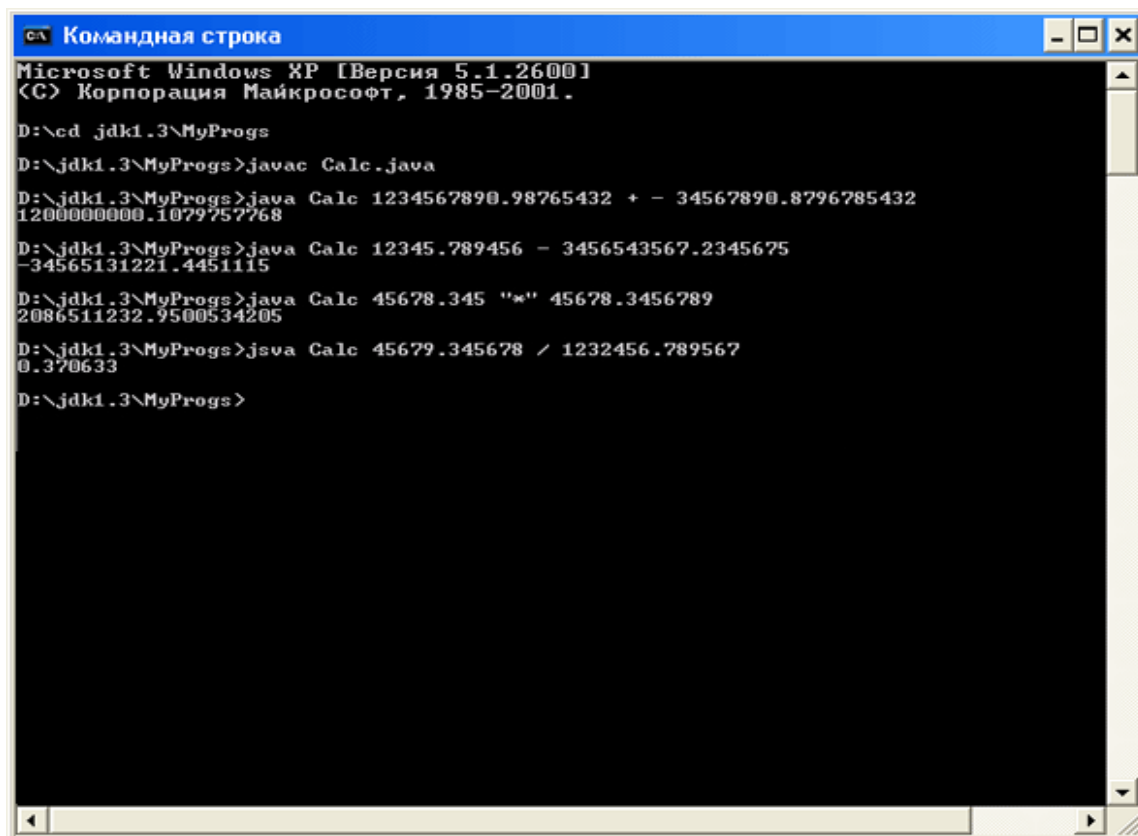 Командная строка
Microsoft Windows XP [Версия 5.1.2600]
(C) Корпорация Майкрософт, 1985-2001.
D:\cd jdk1.3\MyProgs
D:\jdk1.3\MyProgs>javac Calc.java
D:\jdk1.3\MyProgs>java Calc 1234567890.98765432 + - 34567890.8796785432
1200000000.1079757768
D:\jdk1.3\MyProgs>java Calc 12345.789456 - 3456543567.2345675
-34565131221.4451115
D:\jdk1.3\MyProgs>java Calc 45678.345 "*" 45678.3456789
2086511232.9500534205
D:\jdk1.3\MyProgs>jsva Calc 45679.345678 / 1232456.789567
0.370633
D:\jdk1.3\MyProgs>